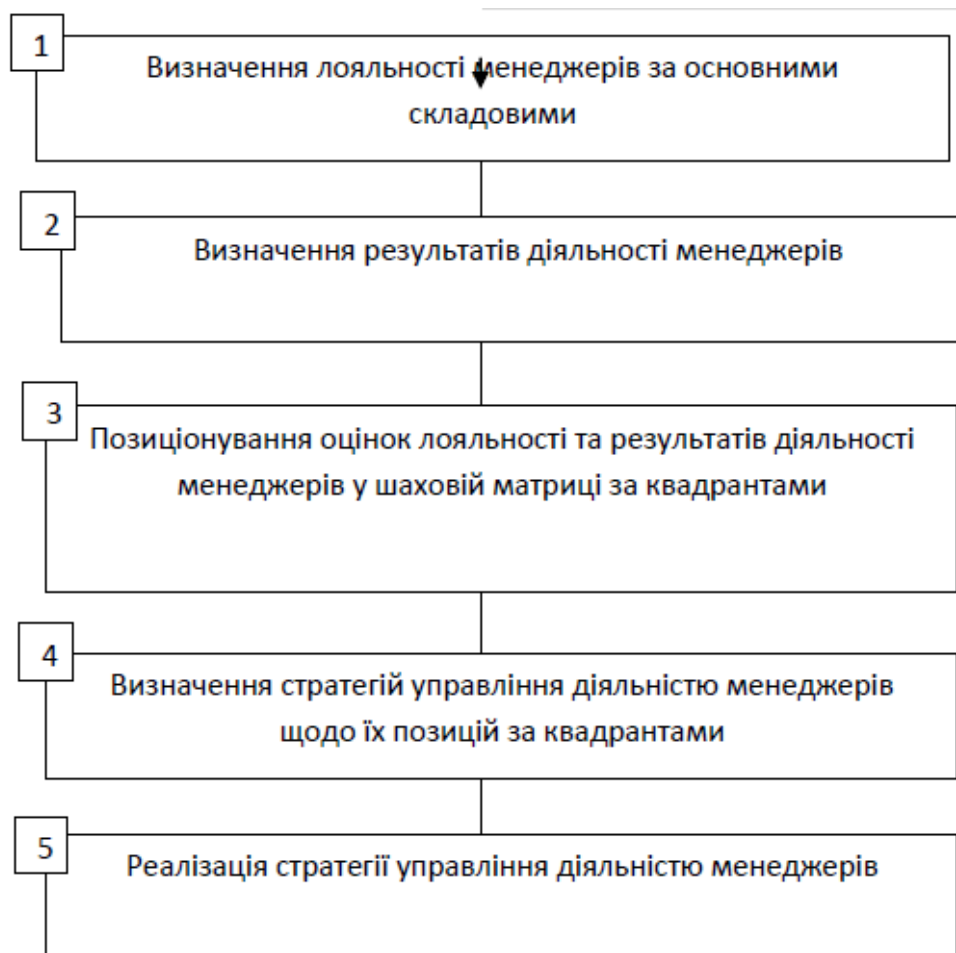 1
Визначення лояльності менеджерів за основними
складовими
2
Визначення результатів діяльності менеджерів
3
Позиціонування оцінок лояльності та результатів діяльності
менеджерів у шаховій матриці за квадрантами
4
Визначення стратегій управління діяльністю менеджерів
щодо їх позицій за квадрантами
5
Реалізація стратегії управління діяльністю менеджерів